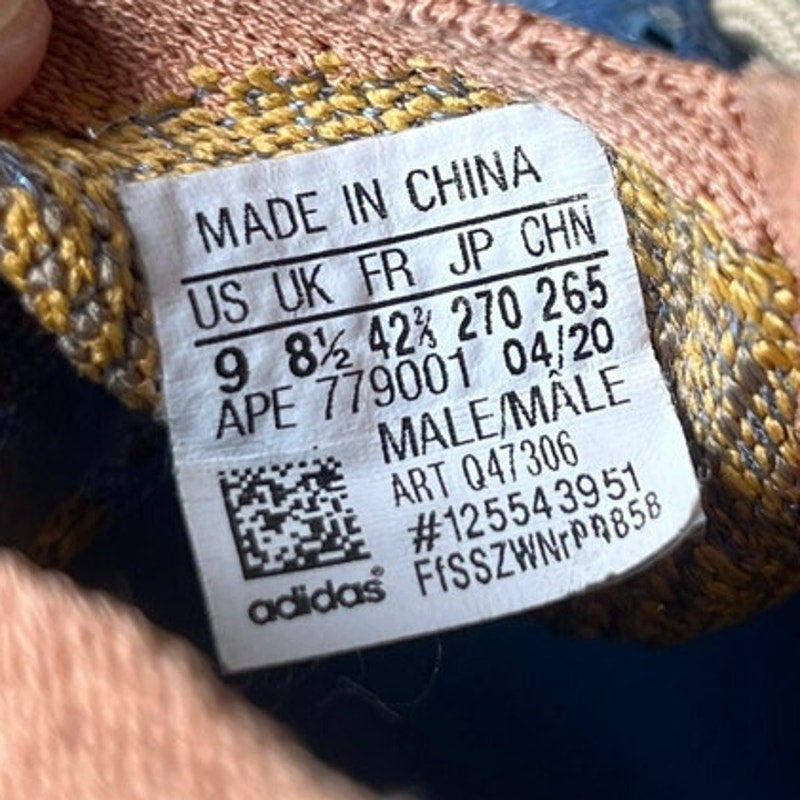 MADE IN CHINA
US UK FR JP CHN
9 8½ 42⅔ 270 265
APE 779001 04/20
MALE/MÂLE
ART Q47306
#125543951
adidas®